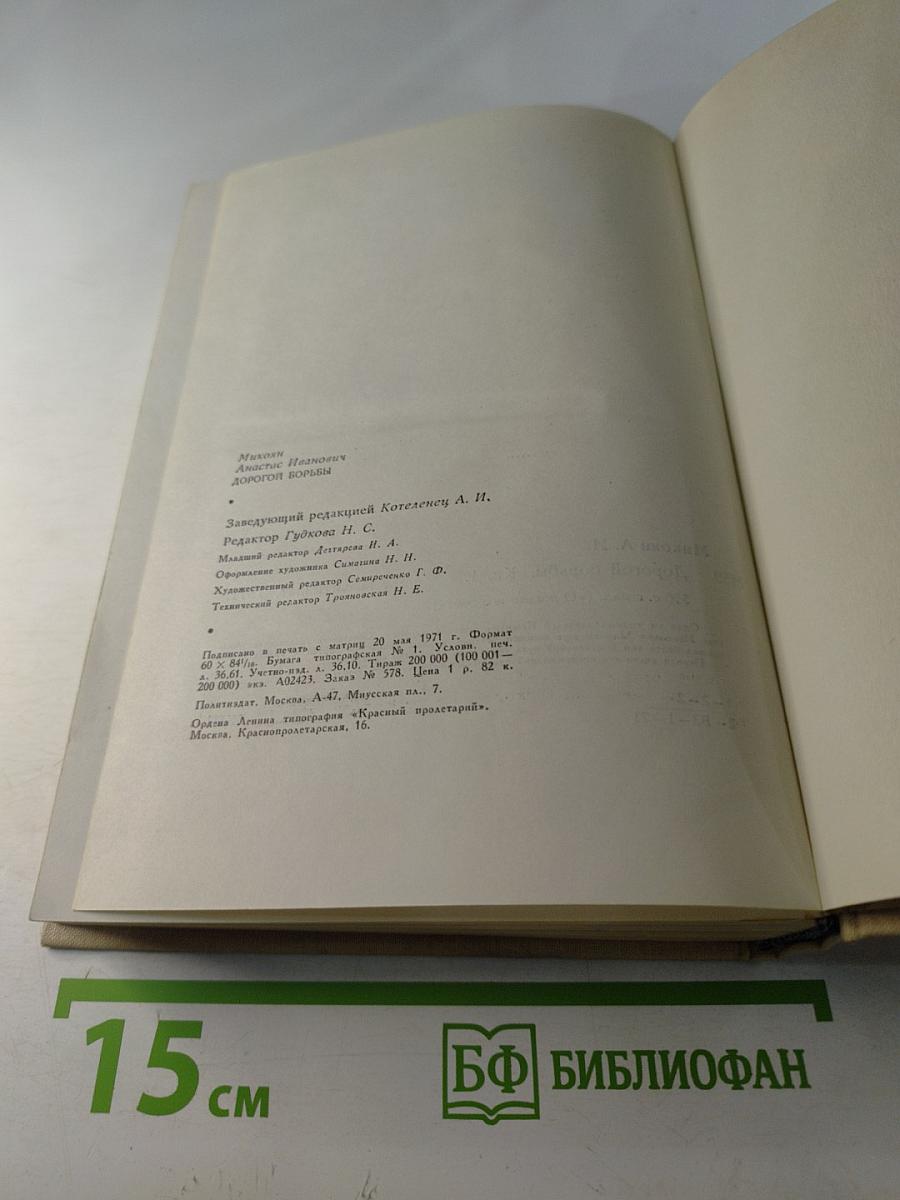 Микоян
Анастас Иванович
ДОРОГОЙ БОРЬБЫ
Заведующий редакцией Котеленец А. И.
Редактор Гудкова Н. С.
Младший редактор Дегтярева И. А.
Оформление художника Симагина Н. Н.
Художественный редактор Семиреченко Г. Ф.
Технический редактор Трояновская Н. Е.
Подписано в печать с матриц 20 мая 1971 г. Формат
60 × 84¹/₁₆. Бумага типографская № 1. Условн. печ.
л. 36,61. Учетно-изд. л. 36,10. Тираж 200 000 (100 001—
200 000) экз. А02423. Заказ № 578. Цена 1 р. 82 к.
Политиздат, Москва, А-47, Миусская пл., 7.
Ордена Ленина типография «Красный пролетарий».
Москва, Краснопролетарская, 16.
15 см
БФ БИБЛИОФАН